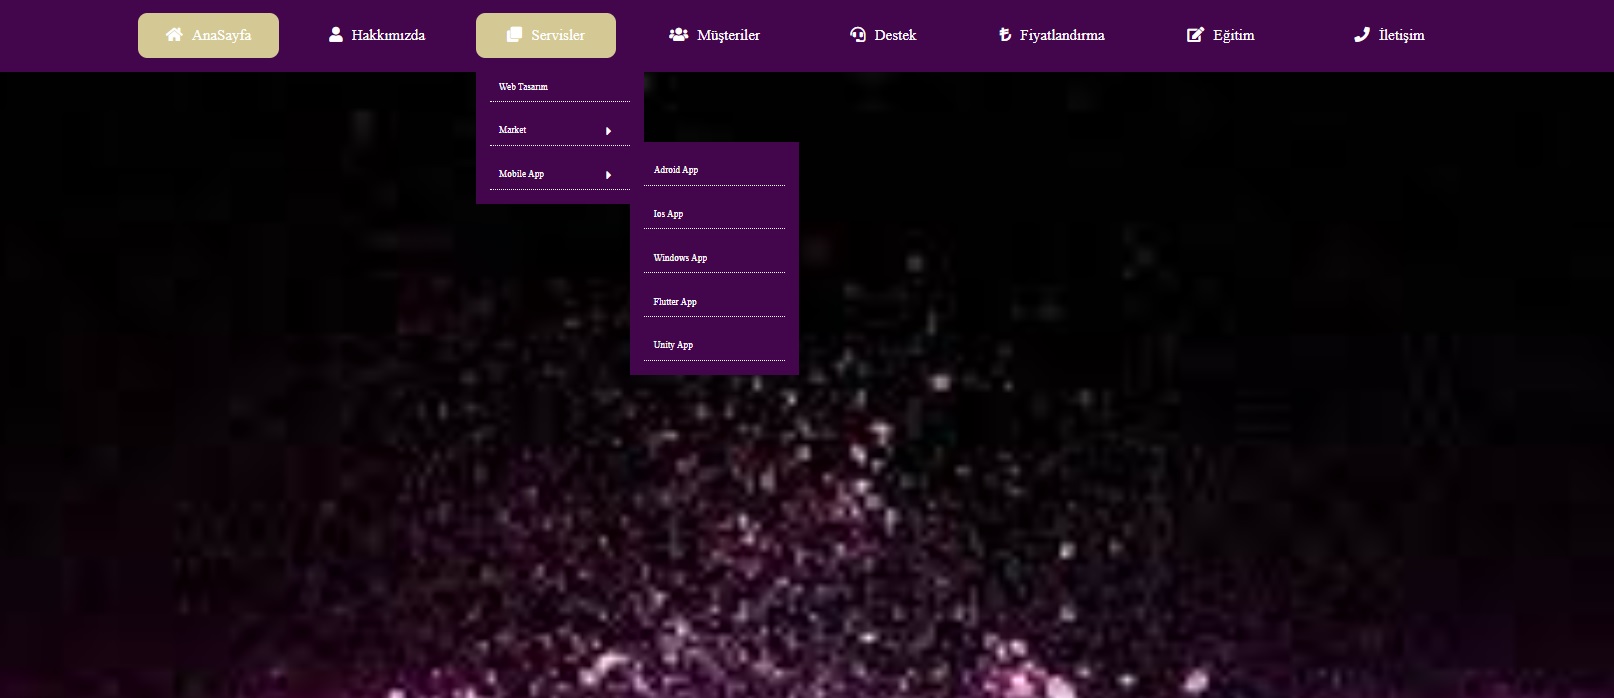 AnaSayfa
Hakkımızda
Servisler
Müşteriler
Destek
Fiyatlandırma
Eğitim
İletişim
Web Tasarım
Market
Mobile App
Adroid App
Ios App
Windows App
Flutter App
Unity App